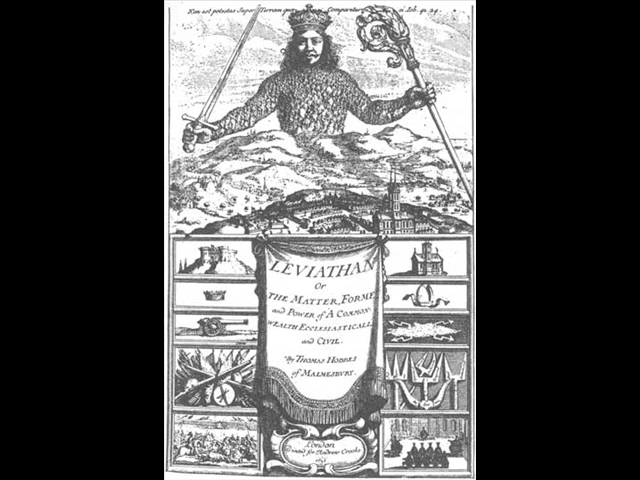 Non est potestas Super Terram quæ Comparetur ei Iob. 41. 24
LEVIATHAN
Or
THE MATTER, FORME
and POWER of A COMMON-
WEALTH ECCLESIASTICALL
and CIVIL.
By THOMAS HOBBES
of MALMESBURY.
London
Printed for Andrew Crooke
1651